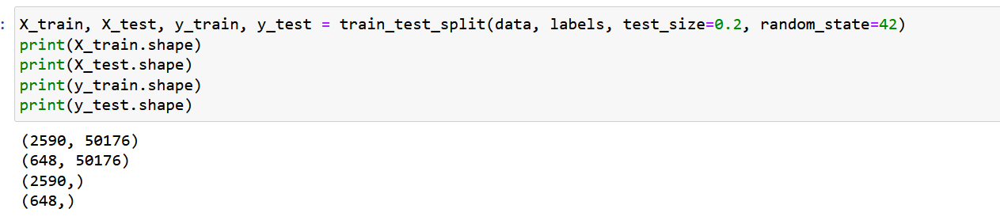 : X_train, X_test, y_train, y_test = train_test_split(data, labels, test_size=0.2, random_state=42)
print(X_train.shape)
print(X_test.shape)
print(y_train.shape)
print(y_test.shape)
(2590, 50176)
(648, 50176)
(2590,)
(648,)